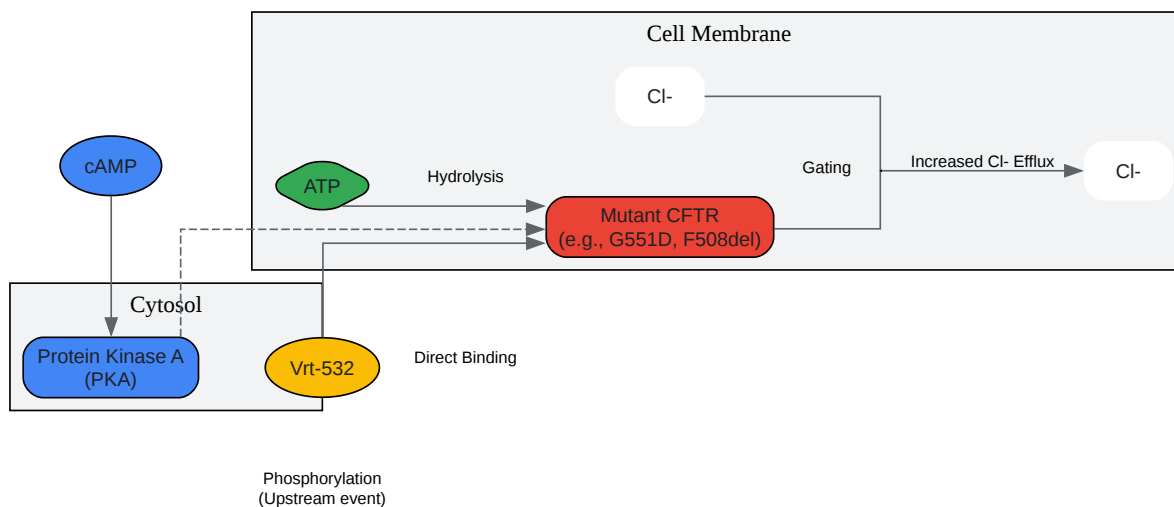 Cell Membrane
Cl-
cAMP
ATP
Hydrolysis
Gating
Increased Cl- Efflux
Cl-
Mutant CFTR
(e.g., G551D, F508del)
Cytosol
Protein Kinase A
(PKA)
Vrt-532
Direct Binding
Phosphorylation
(Upstream event)